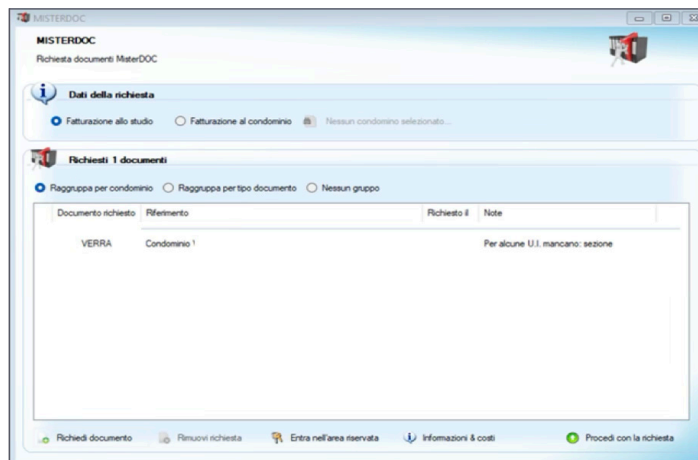 MISTERDOC
MISTERDOC
Richiesta documenti MisterDOC
Dati della richiesta
Fatturazione allo studio Fatturazione al condominio Nessun condomino selezionato...
Richiesti 1 documenti
Raggruppa per condominio Raggruppa per tipo documento Nessun gruppo
Documento richiesto Riferimento Richiesto il Note
VERRA Condominio 1 Per alcune U.I. mancano: sezione
Richiedi documento Rimuovi richiesta Entra nell'area riservata Informazioni & costi Procedi con la richiesta